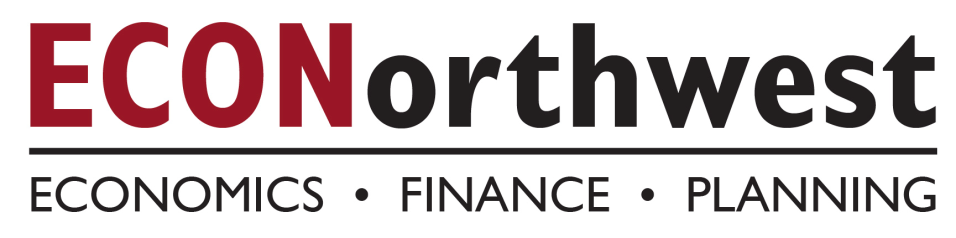 ECONorthwest
ECONOMICS • FINANCE • PLANNING